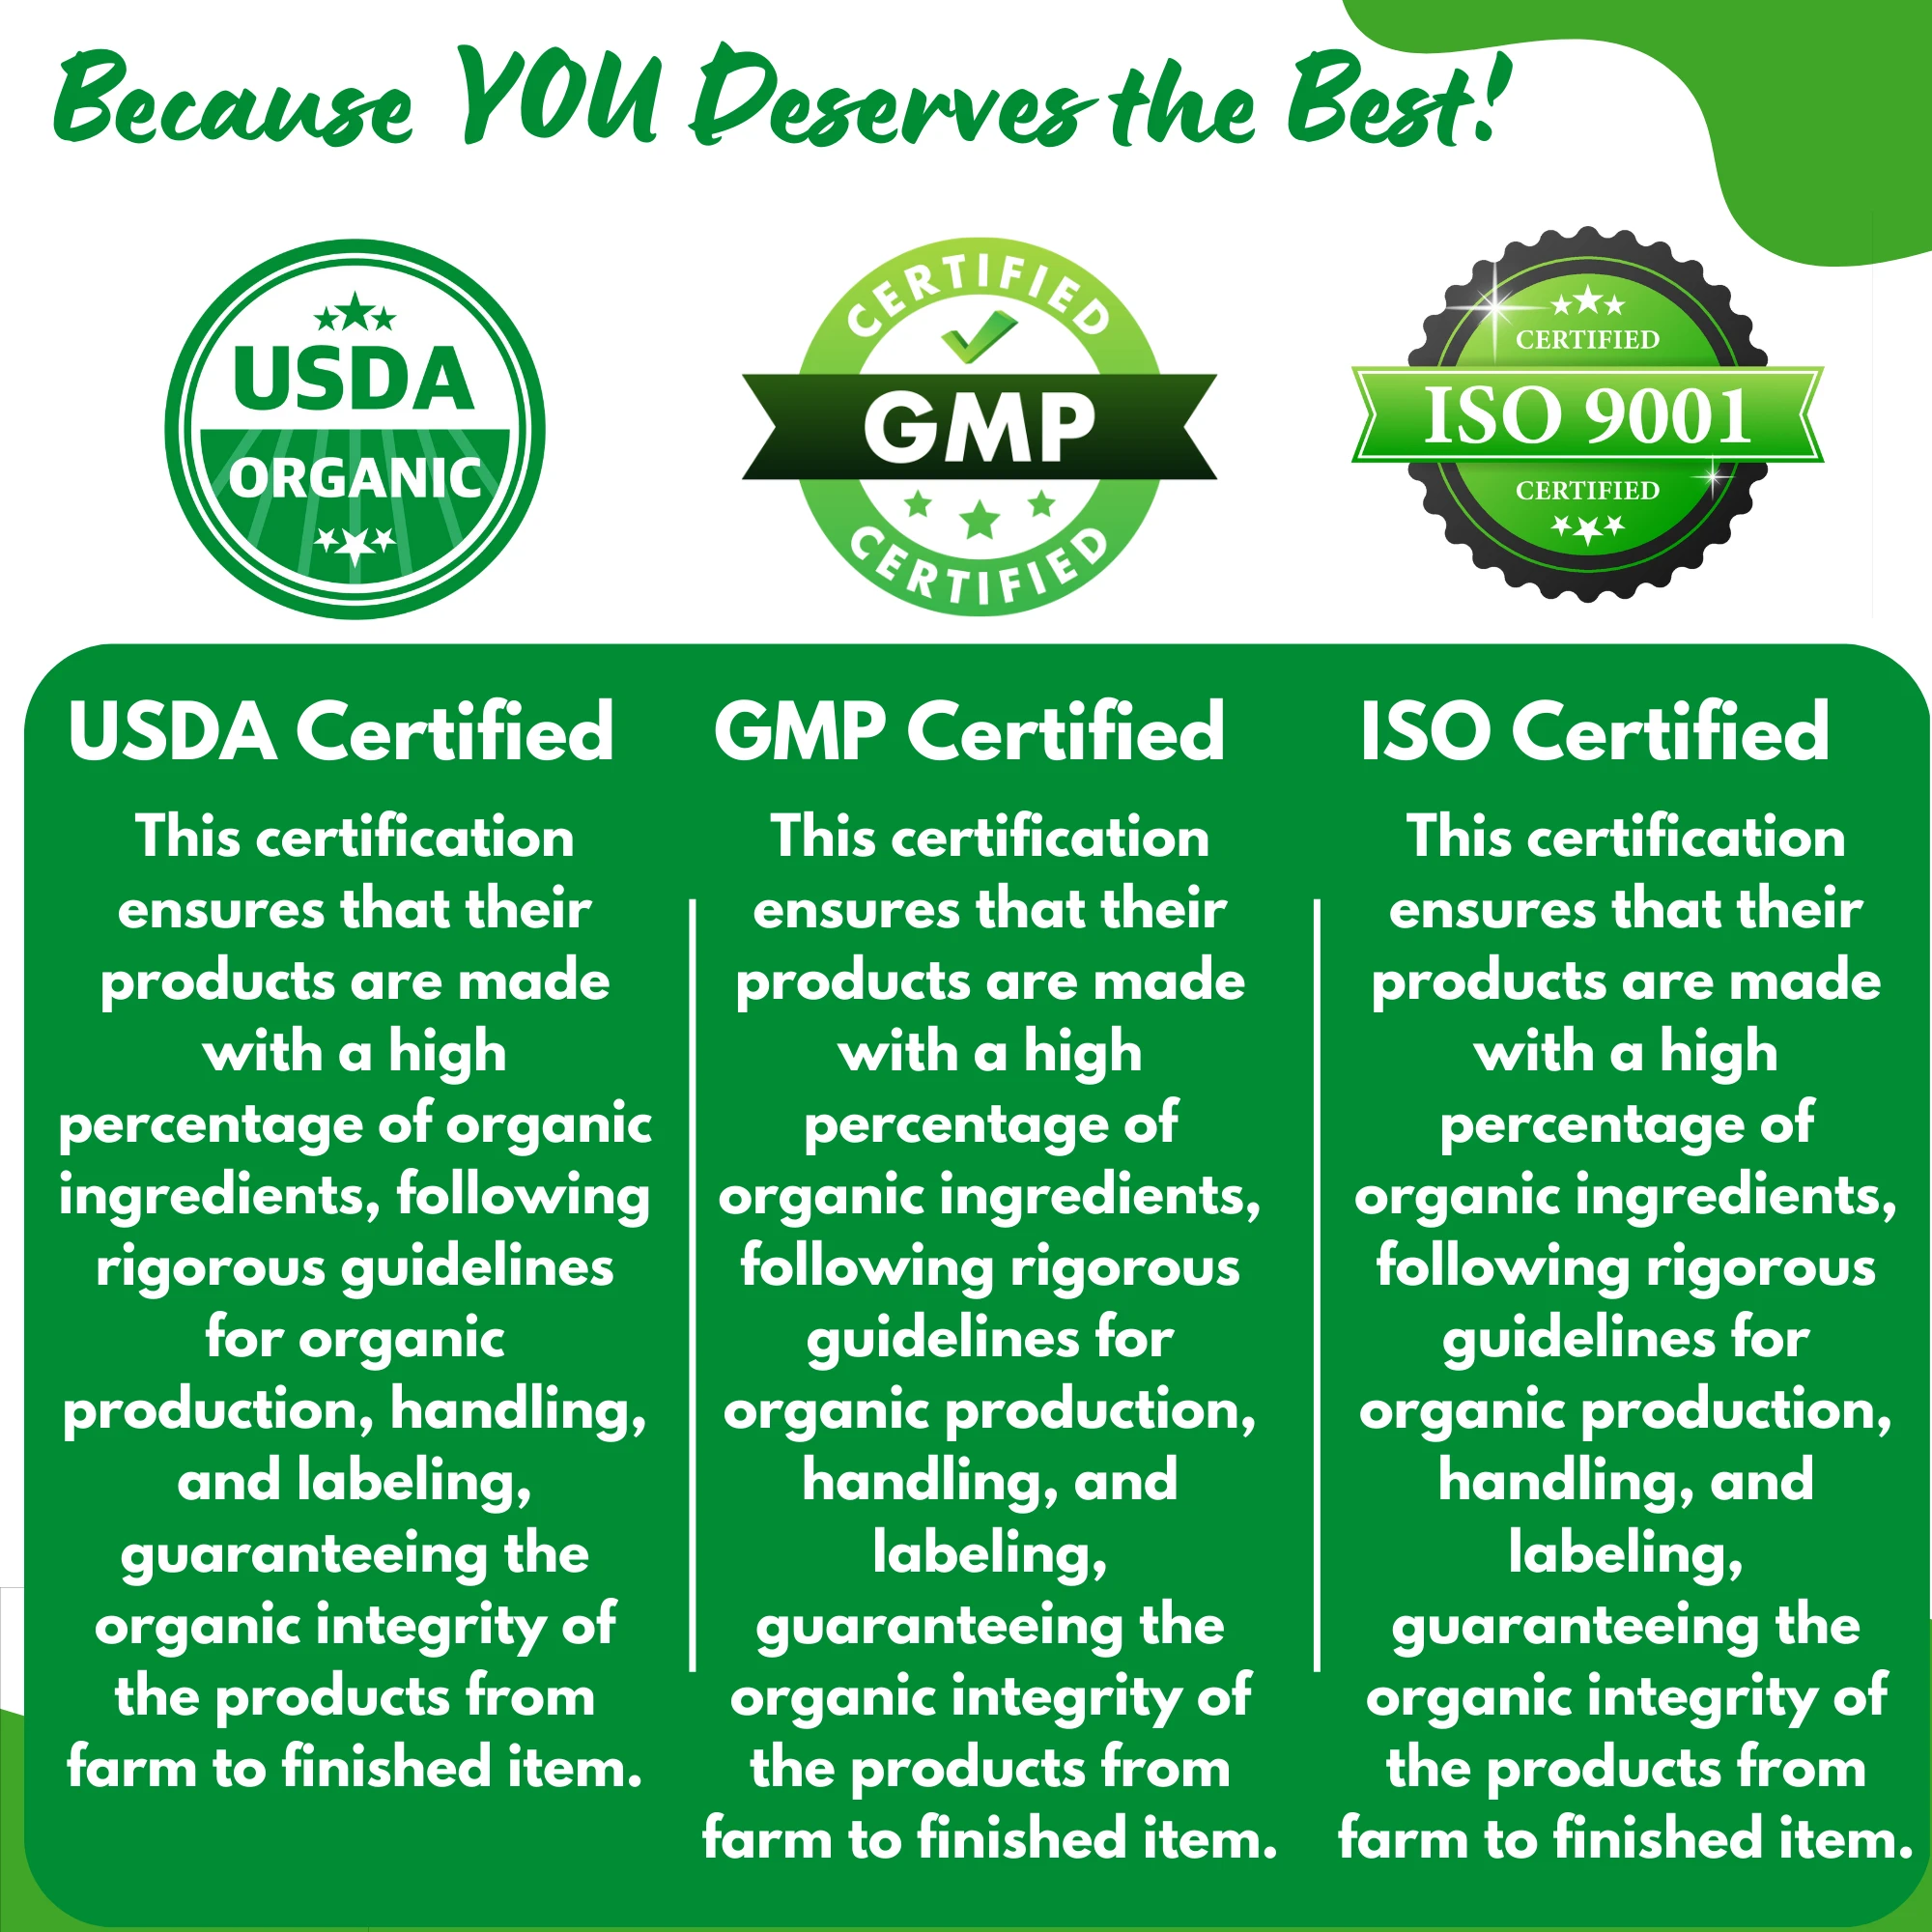 Because YOU Deserves the Best!
USDA
ORGANIC
CERTIFIED
GMP
CERTIFIED
CERTIFIED
ISO 9001
CERTIFIED
USDA Certified
This certification
ensures that their
products are made
with a high
percentage of organic
ingredients, following
rigorous guidelines
for organic
production, handling,
and labeling,
guaranteeing the
organic integrity of
the products from
farm to finished item.
GMP Certified
This certification
ensures that their
products are made
with a high
percentage of
organic ingredients,
following rigorous
guidelines for
organic production,
handling, and
labeling,
guaranteeing the
organic integrity of
the products from
farm to finished item.
ISO Certified
This certification
ensures that their
products are made
with a high
percentage of
organic ingredients,
following rigorous
guidelines for
organic production,
handling, and
labeling,
guaranteeing the
organic integrity of
the products from
farm to finished item.